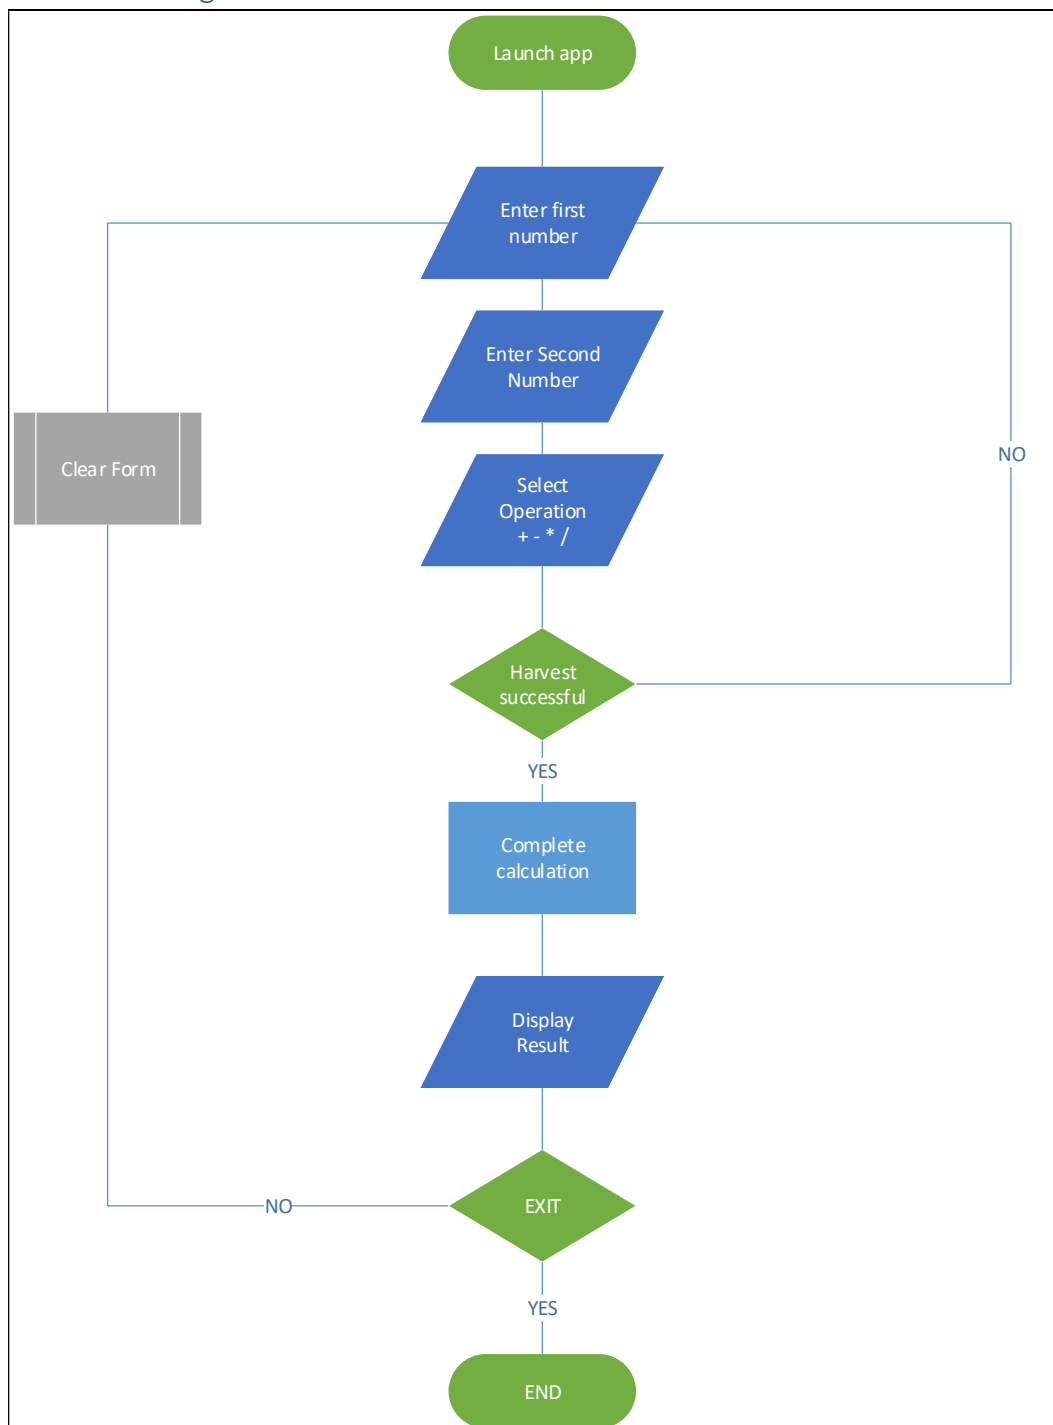 Launch app
Enter first
number
Enter Second
Number
Clear Form
NO
Select
Operation
+ - * /
Harvest
successful
YES
Complete
calculation
Display
Result
NO
EXIT
YES
END